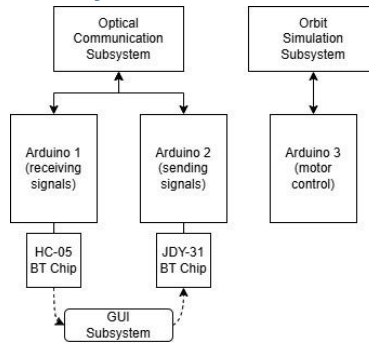 Optical
Communication
Subsystem
Orbit
Simulation
Subsystem
Arduino 1
(receiving
signals)
Arduino 2
(sending
signals)
Arduino 3
(motor
control)
HC-05
BT Chip
JDY-31
BT Chip
GUI
Subsystem